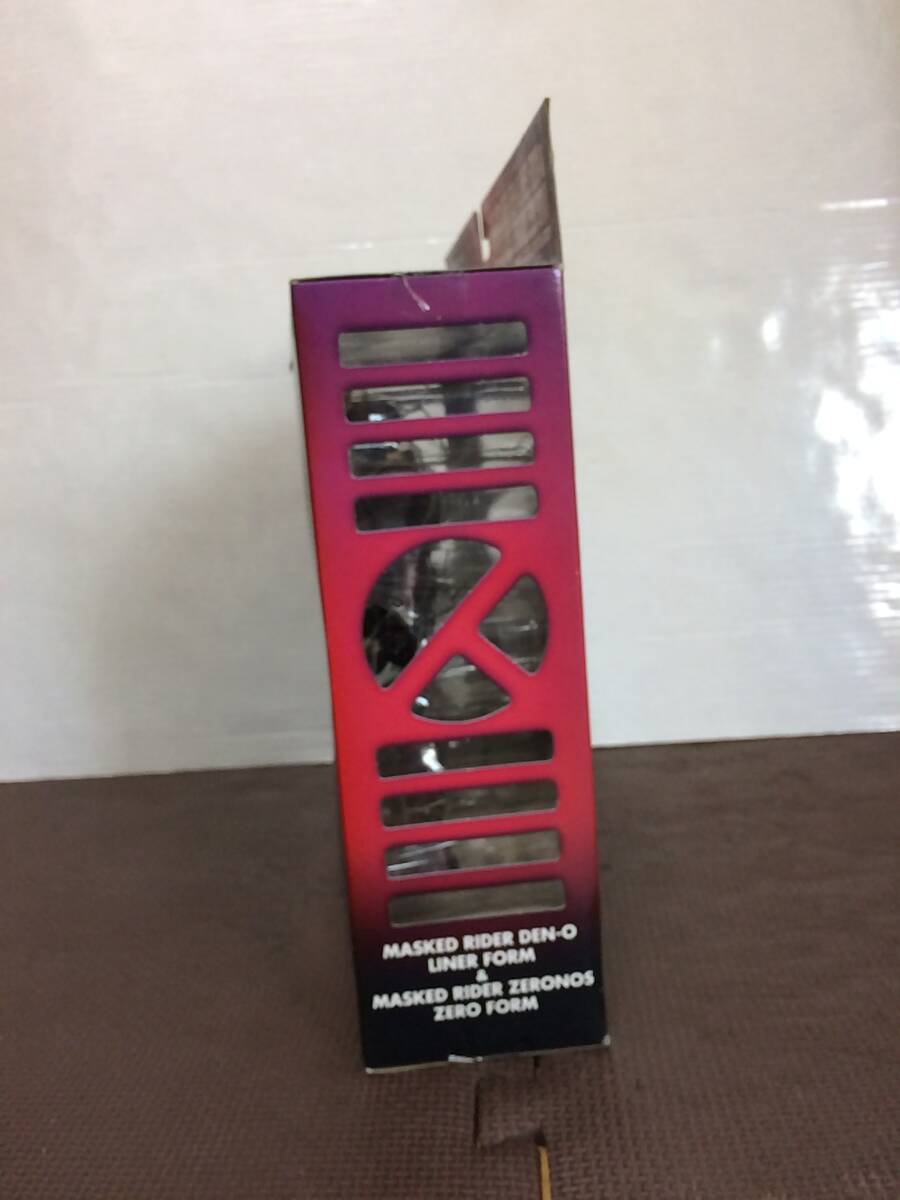 MASKED RIDER DEN-O
LINER FORM
&
MASKED RIDER ZERONOS
ZERO FORM